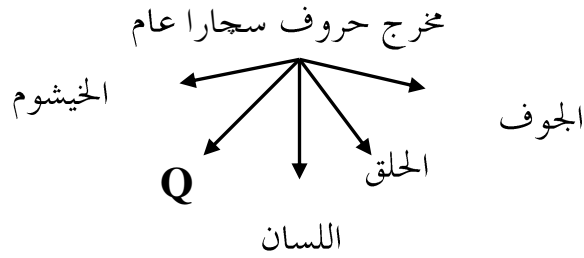 مخرج حروف سچارا عام
الجوف
الحلق
اللسان
Q
الخيشوم